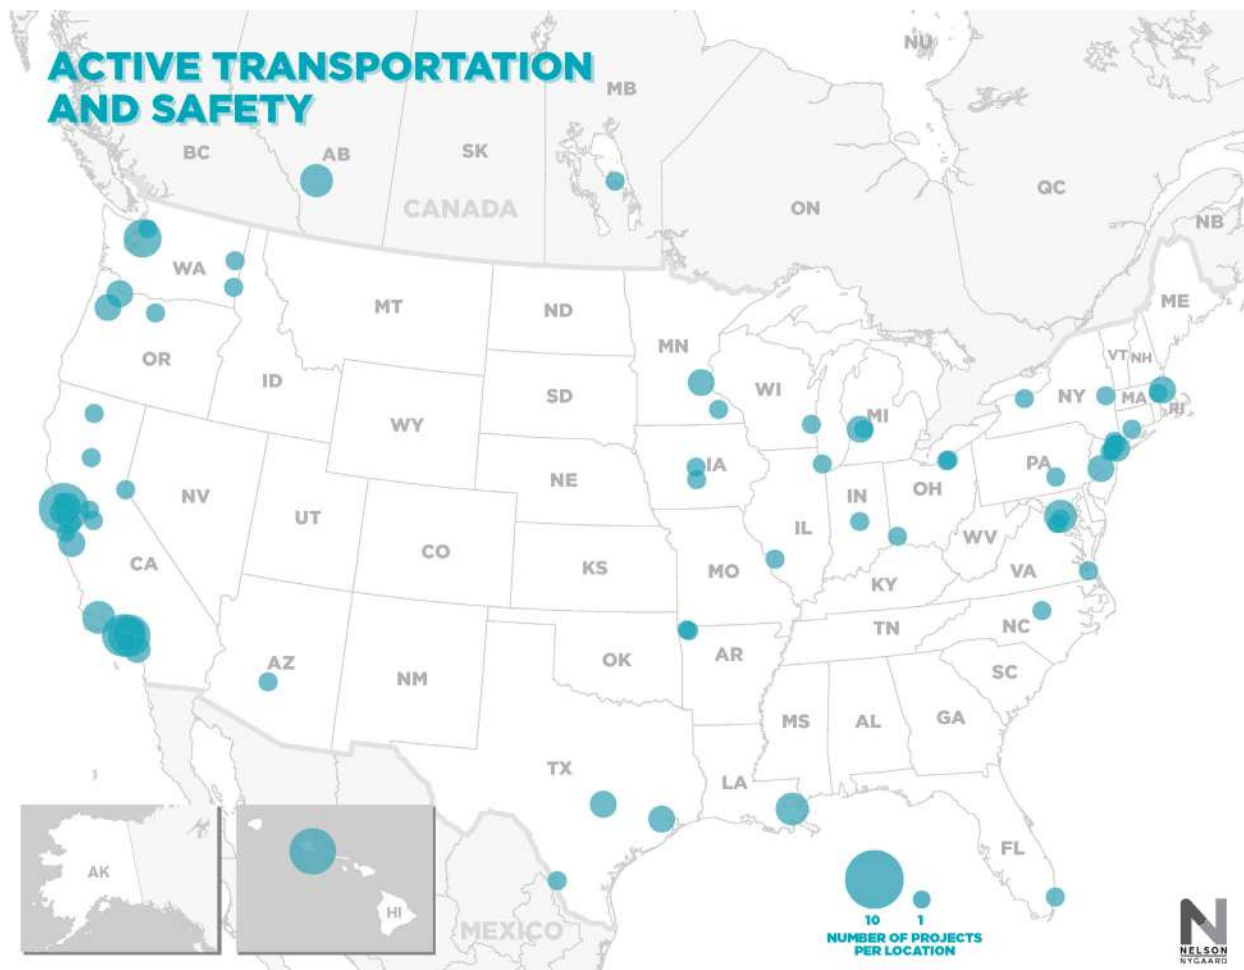 ACTIVE TRANSPORTATION
AND SAFETY
NU
MB
BC
AB
SK
QC
CANADA
ON
NB
WA
MT
ND
ME
MN
VT
NH
OR
ID
SD
WI
MI
NY
MA
RI
WY
IA
PA
NE
OH
NV
IN
UT
IL
CO
WV
CA
KS
MO
VA
KY
TN
NC
AZ
OK
AR
NM
SC
MS
AL
GA
TX
LA
FL
AK
HI
10
1
MEXICO
NUMBER OF PROJECTS
PER LOCATION
N
NELSON
NYGAARD